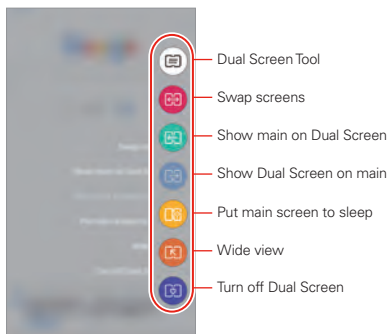 Dual Screen Tool
Swap screens
Show main on Dual Screen
Show Dual Screen on main
Put main screen to sleep
Wide view
Turn off Dual Screen